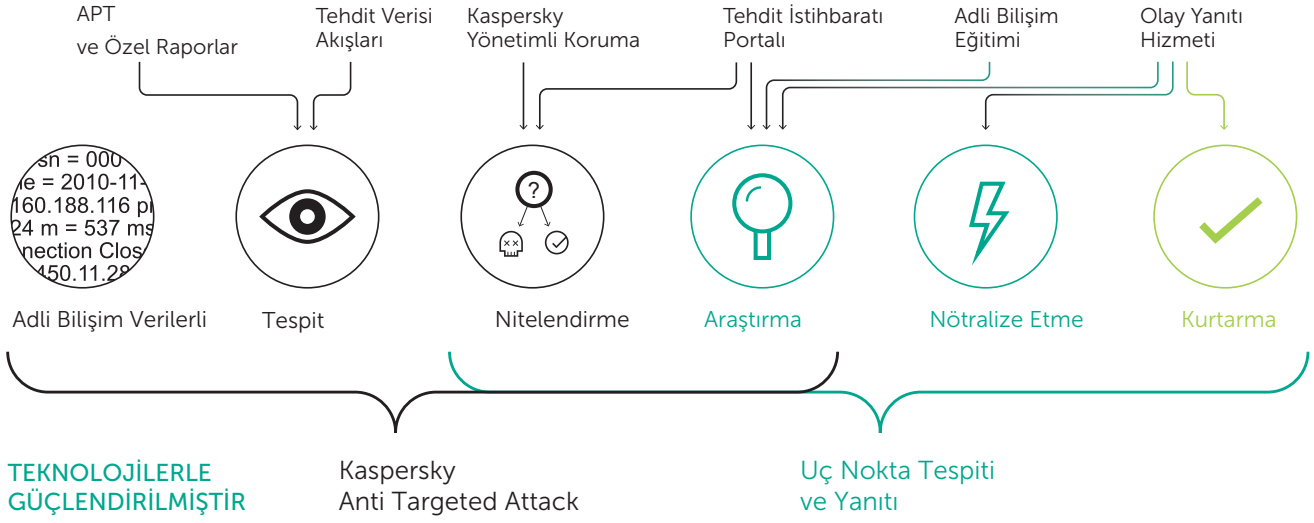 APT
ve Özel Raporlar
Tehdit Verisi
Akışları
Kaspersky
Yönetimli Koruma
Tehdit İstihbaratı
Portalı
Adli Bilişim
Eğitimi
Olay Yanıtı
Hizmeti
sn = 000
e = 2010-11-
160.188.116 pr
24 m = 537 ms
nection Clos
450.11.28
?
Adli Bilişim Verilerli
Tespit
Nitelendirme
Araştırma
Nötralize Etme
Kurtarma
TEKNOLOJİLERLE
GÜÇLENDİRİLMİŞTİR
Kaspersky
Anti Targeted Attack
Uç Nokta Tespiti
ve Yanıtı